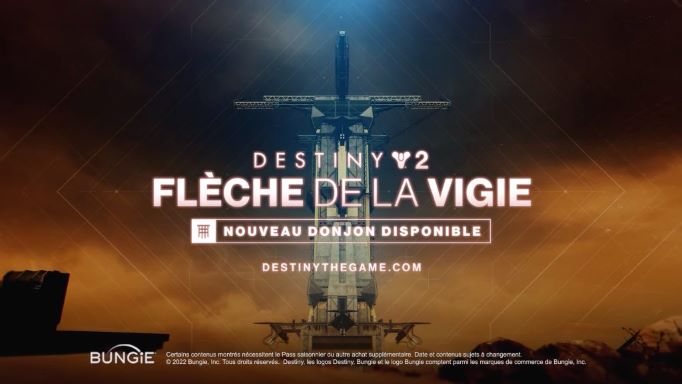 DESTINY 2
FLÈCHE DE LA VIGIE
NOUVEAU DONJON DISPONIBLE
DESTINYTHEGAME.COM
BUNGiE
Certains contenus montrés nécessitent le Pass saisonnier ou autre achat supplémentaire. Date et contenus sujets à changement.
© 2022 Bungie, Inc. Tous droits réservés. Destiny, les logos Destiny, Bungie et le logo Bungie comptent parmi les marques de commerce de Bungie, Inc.